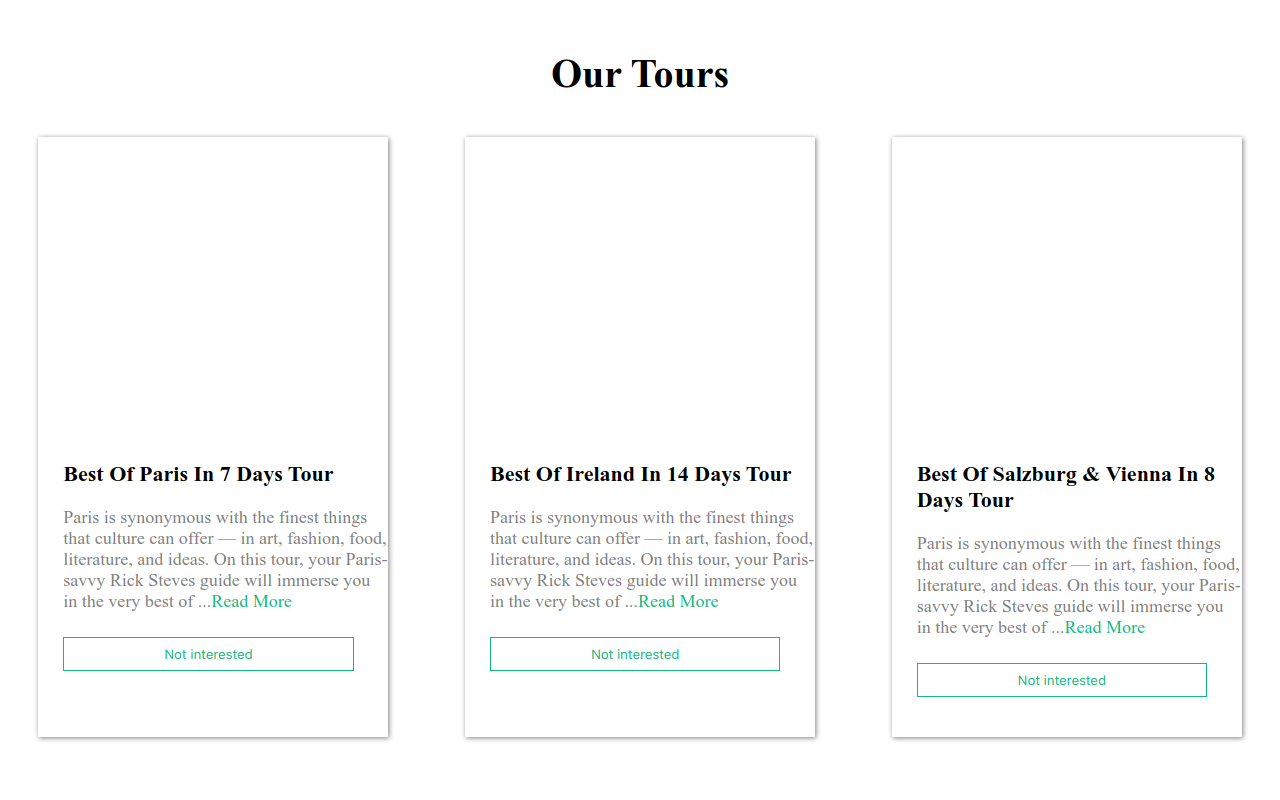 Our Tours
Best Of Paris In 7 Days Tour
Paris is synonymous with the finest things
that culture can offer — in art, fashion, food,
literature, and ideas. On this tour, your Paris-
savvy Rick Steves guide will immerse you
in the very best of ...Read More
Not interested
Best Of Ireland In 14 Days Tour
Paris is synonymous with the finest things
that culture can offer — in art, fashion, food,
literature, and ideas. On this tour, your Paris-
savvy Rick Steves guide will immerse you
in the very best of ...Read More
Not interested
Best Of Salzburg & Vienna In 8
Days Tour
Paris is synonymous with the finest things
that culture can offer — in art, fashion, food,
literature, and ideas. On this tour, your Paris-
savvy Rick Steves guide will immerse you
in the very best of ...Read More
Not interested